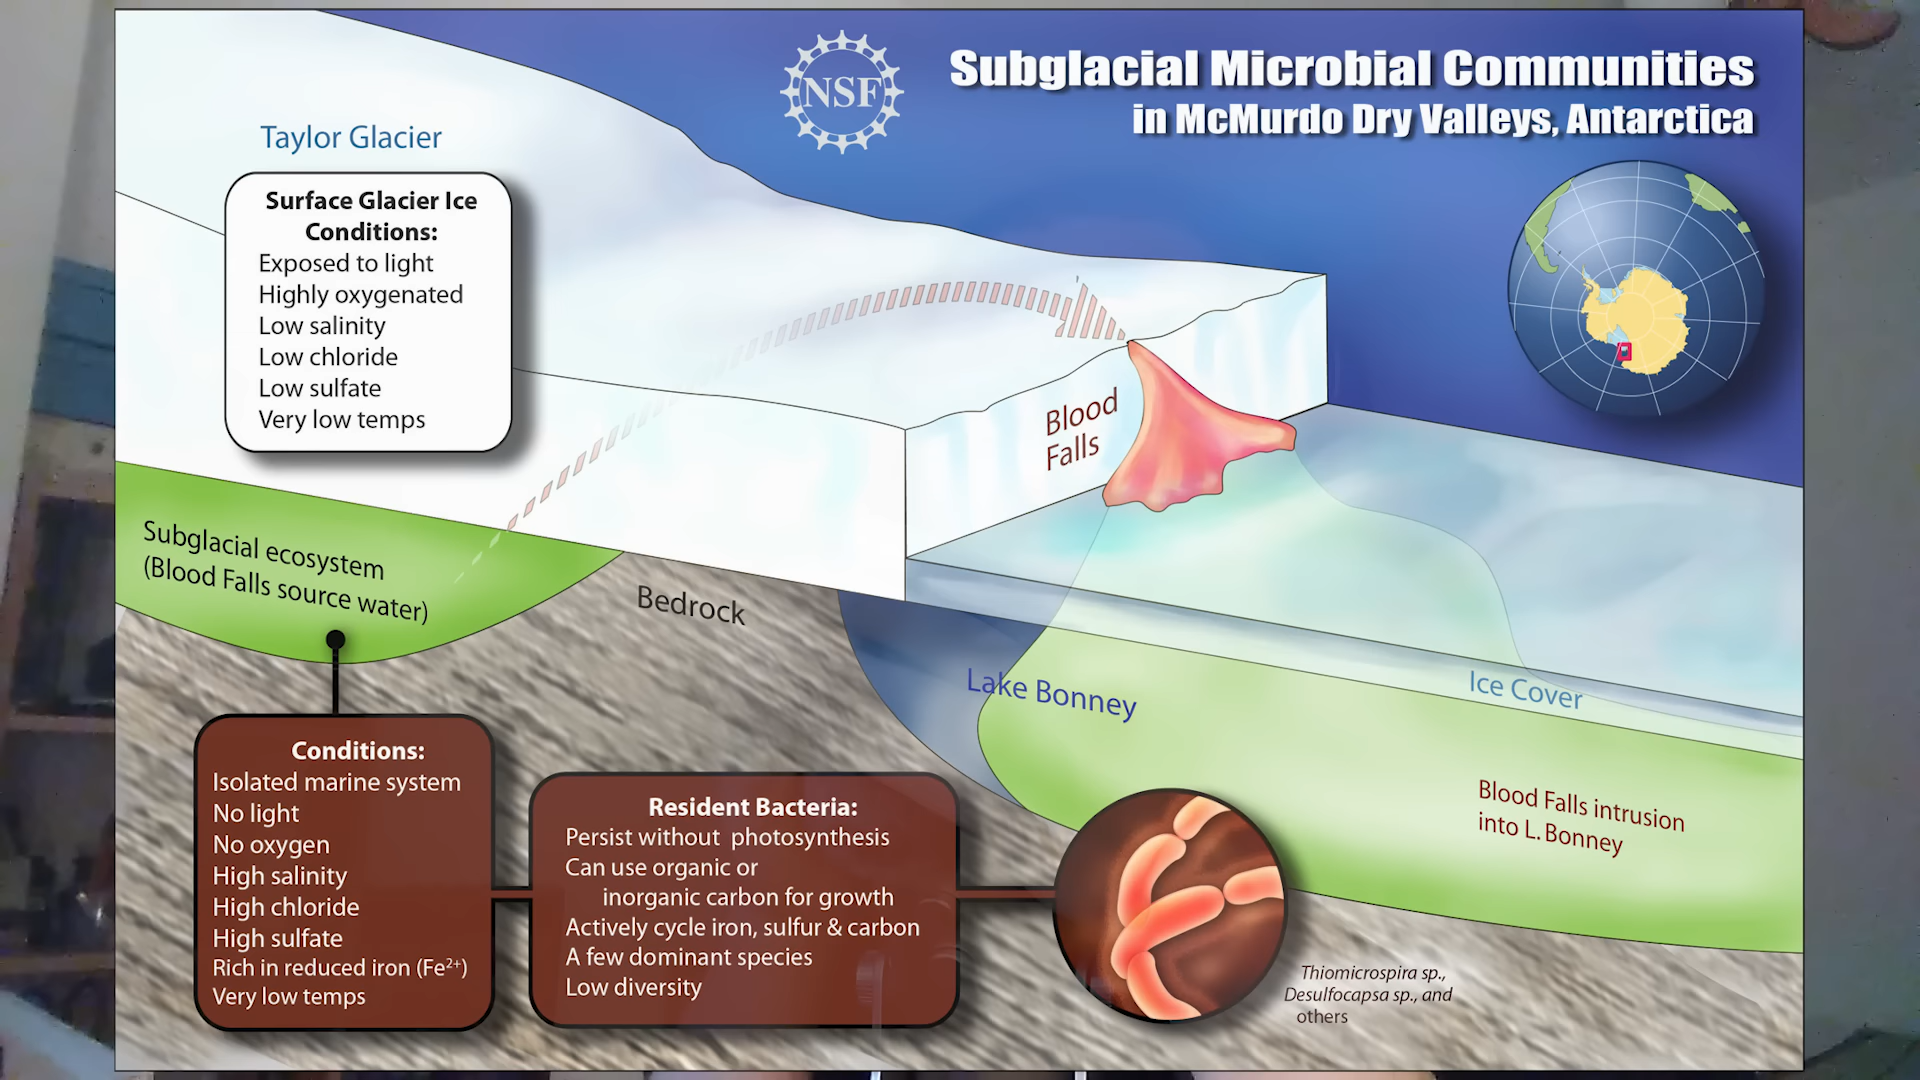 NSF
Subglacial Microbial Communities
in McMurdo Dry Valleys, Antarctica
Taylor Glacier
Surface Glacier Ice
Conditions:
Exposed to light
Highly oxygenated
Low salinity
Low chloride
Low sulfate
Very low temps
Blood
Falls
Subglacial ecosystem
(Blood Falls source water)
Bedrock
Lake Bonney
Ice Cover
Blood Falls intrusion
into L. Bonney
Conditions:
Isolated marine system
No light
No oxygen
High salinity
High chloride
High sulfate
Rich in reduced iron (Fe²⁺)
Very low temps
Resident Bacteria:
Persist without photosynthesis
Can use organic or
inorganic carbon for growth
Actively cycle iron, sulfur & carbon
A few dominant species
Low diversity
Thiomicrospira sp.,
Desulfocapsa sp., and
others